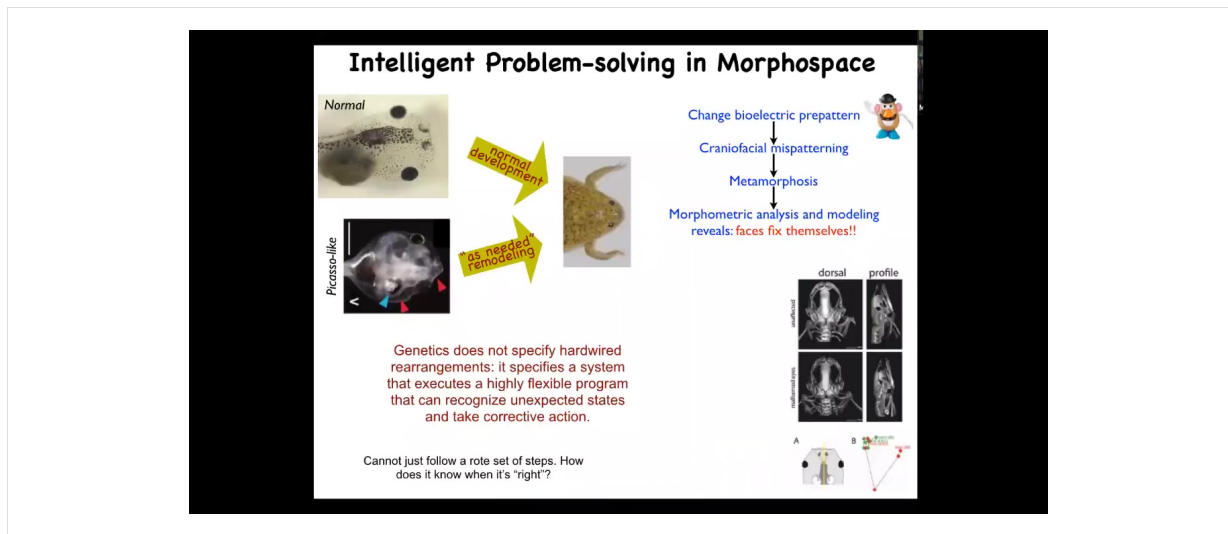 Intelligent Problem-solving in Morphospace
Normal
normal
development
Picasso-like
"as needed"
remodeling
Change bioelectric prepattern
Craniofacial mispatterning
Metamorphosis
Morphometric analysis and modeling
reveals: faces fix themselves!!
Genetics does not specify hardwired
rearrangements: it specifies a system
that executes a highly flexible program
that can recognize unexpected states
and take corrective action.
Cannot just follow a rote set of steps. How
does it know when it's "right"?
dorsal profile
unaffected
malformed eyes
A B